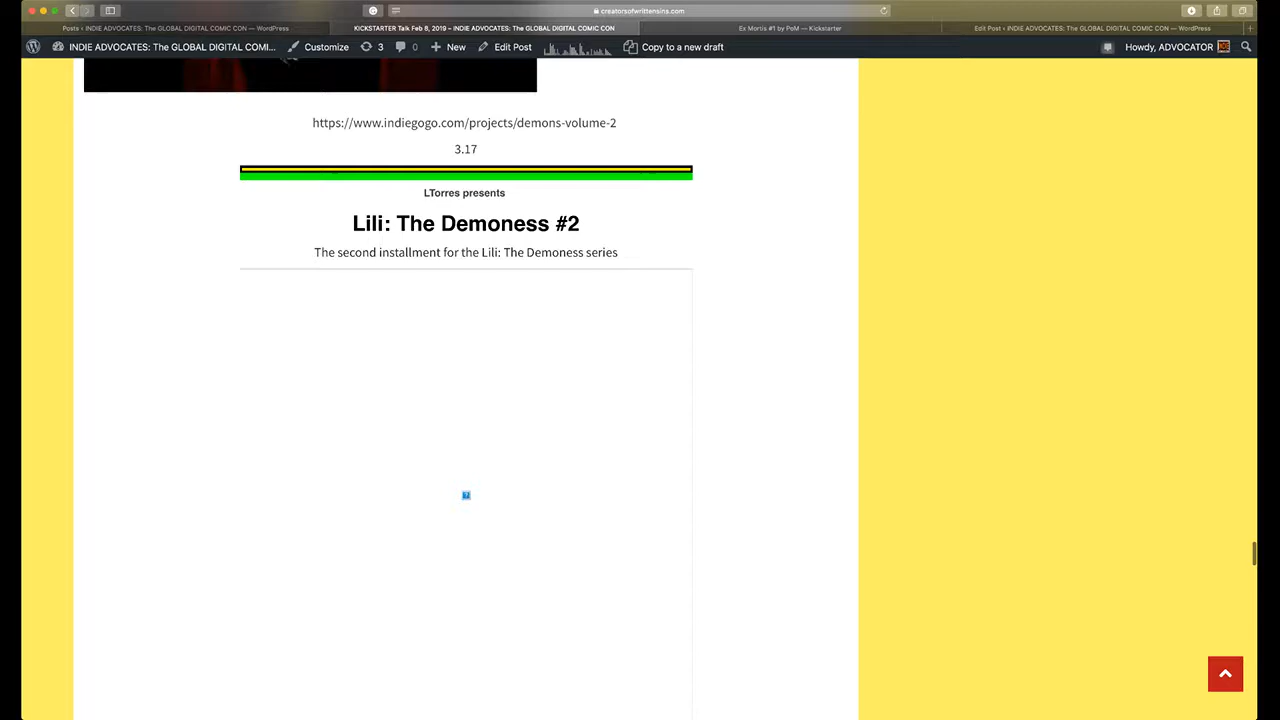 creatorsofwrittensins.com
Posts ‹ INDIE ADVOCATES: The GLOBAL DIGITAL COMIC CON — WordPress
KICKSTARTER Talk Feb 8, 2019 – INDIE ADVOCATES: The GLOBAL DIGITAL COMIC CON
Ex Mortis #1 by PoM — Kickstarter
Edit Post ‹ INDIE ADVOCATES: The GLOBAL DIGITAL COMIC CON — WordPress
INDIE ADVOCATES: The GLOBAL DIGITAL COMI...
Customize
3
0
New
Edit Post
Copy to a new draft
Howdy, ADVOCATOR
https://www.indiegogo.com/projects/demons-volume-2
3.17
LTorres presents
Lili: The Demoness #2
The second installment for the Lili: The Demoness series